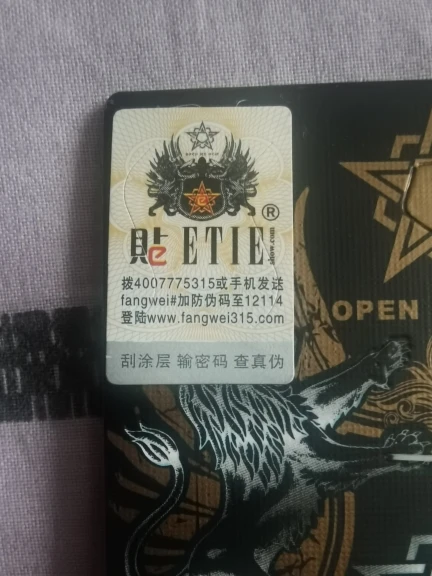 貼e ETIE ®
拨4007775315或手机发送
fangwei#加防伪码至12114
登陆www.fangwei315.com
刮涂层 输密码 查真伪
OPEN